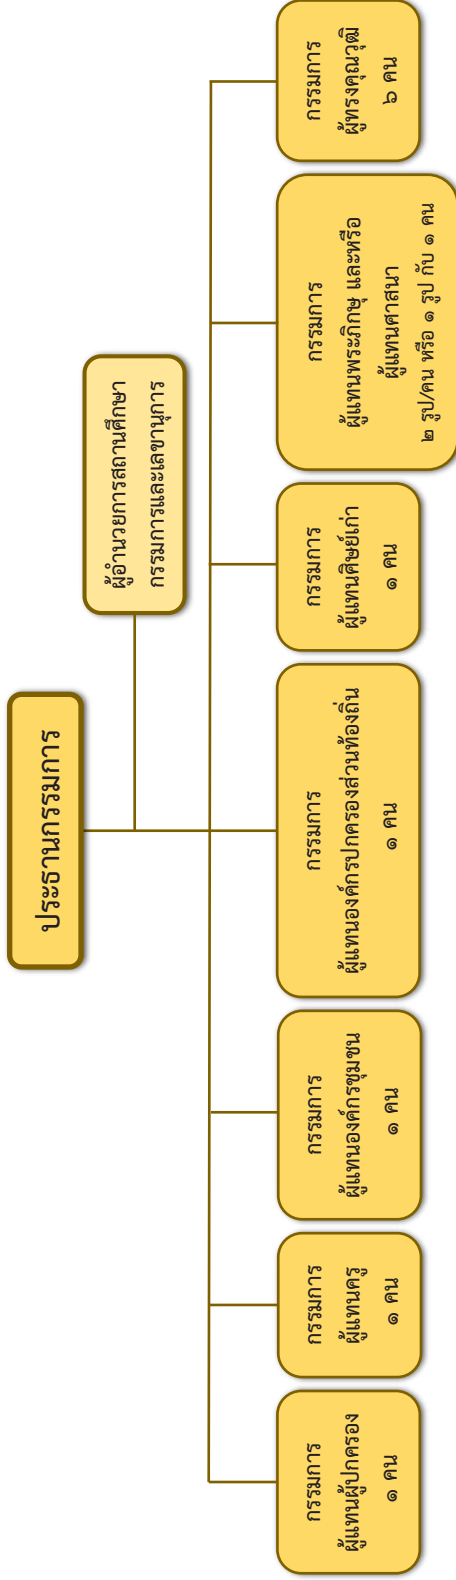 ประธานกรรมการ
ผู้อำนวยการสถานศึกษา
กรรมการและเลขานุการ
กรรมการ
ผู้แทนผู้ปกครอง
๑ คน
กรรมการ
ผู้แทนครู
๑ คน
กรรมการ
ผู้แทนองค์กรชุมชน
๑ คน
กรรมการ
ผู้แทนองค์กรปกครองส่วนท้องถิ่น
๑ คน
กรรมการ
ผู้แทนศิษย์เก่า
๑ คน
กรรมการ
ผู้แทนพระภิกษุ และหรือ
ผู้แทนศาสนา
๒ รูป/คน หรือ ๑ รูป กับ ๑ คน
กรรมการ
ผู้ทรงคุณวุฒิ
๖ คน